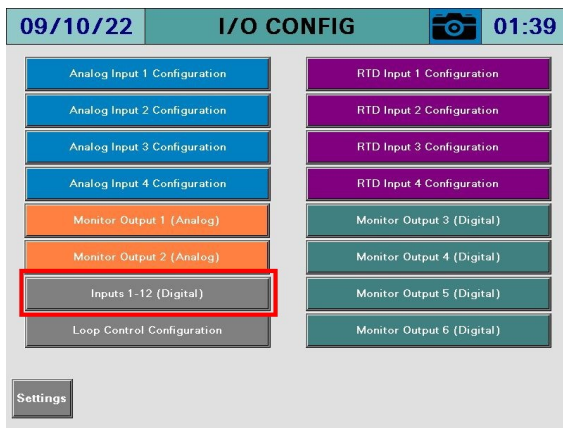 09/10/22 I/O CONFIG 01:39
Analog Input 1 Configuration
Analog Input 2 Configuration
Analog Input 3 Configuration
Analog Input 4 Configuration
Monitor Output 1 (Analog)
Monitor Output 2 (Analog)
Inputs 1-12 (Digital)
Loop Control Configuration
RTD Input 1 Configuration
RTD Input 2 Configuration
RTD Input 3 Configuration
RTD Input 4 Configuration
Monitor Output 3 (Digital)
Monitor Output 4 (Digital)
Monitor Output 5 (Digital)
Monitor Output 6 (Digital)
Settings